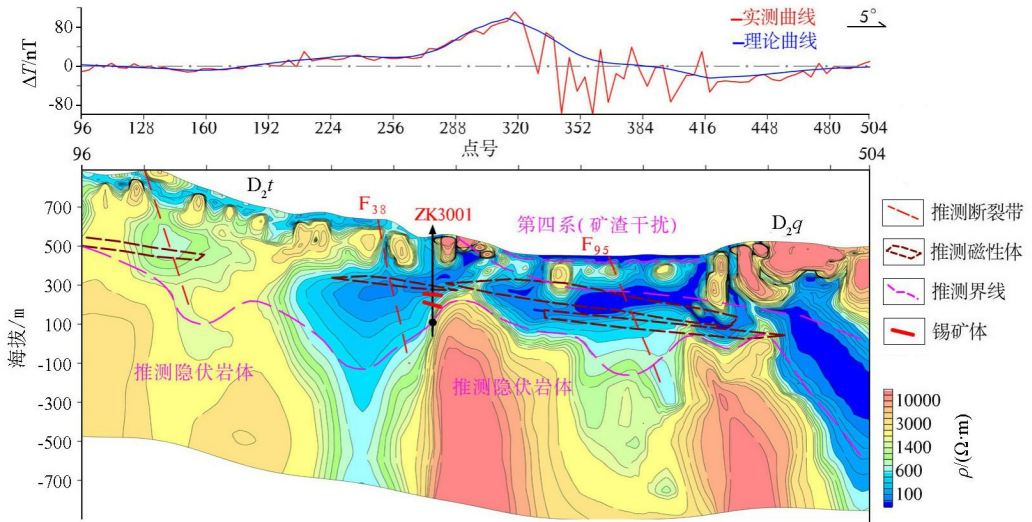 80
0
-80
ΔT/nT
实测曲线
理论曲线
5°
96 128 160 192 224 256 288 320 352 384 416 448 480 504
点号
96 504
D₂t
F₃₈
ZK3001
第四系(矿渣干扰)
F₉₅
D₂q
700
500
300
100
-100
-300
-500
-700
海拔/m
推测隐伏岩体
推测隐伏岩体
推测断裂带
推测磁性体
推测界线
锡矿体
10000
3000
1400
600
100
ρ/(Ω·m)